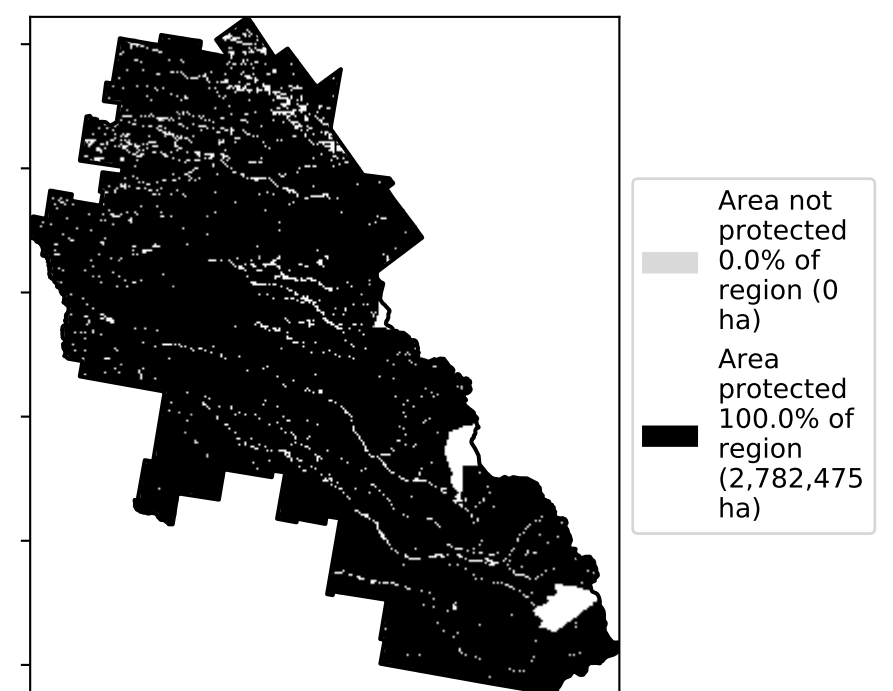 Area not
protected
0.0% of
region (0
ha)
Area
protected
100.0% of
region
(2,782,475
ha)